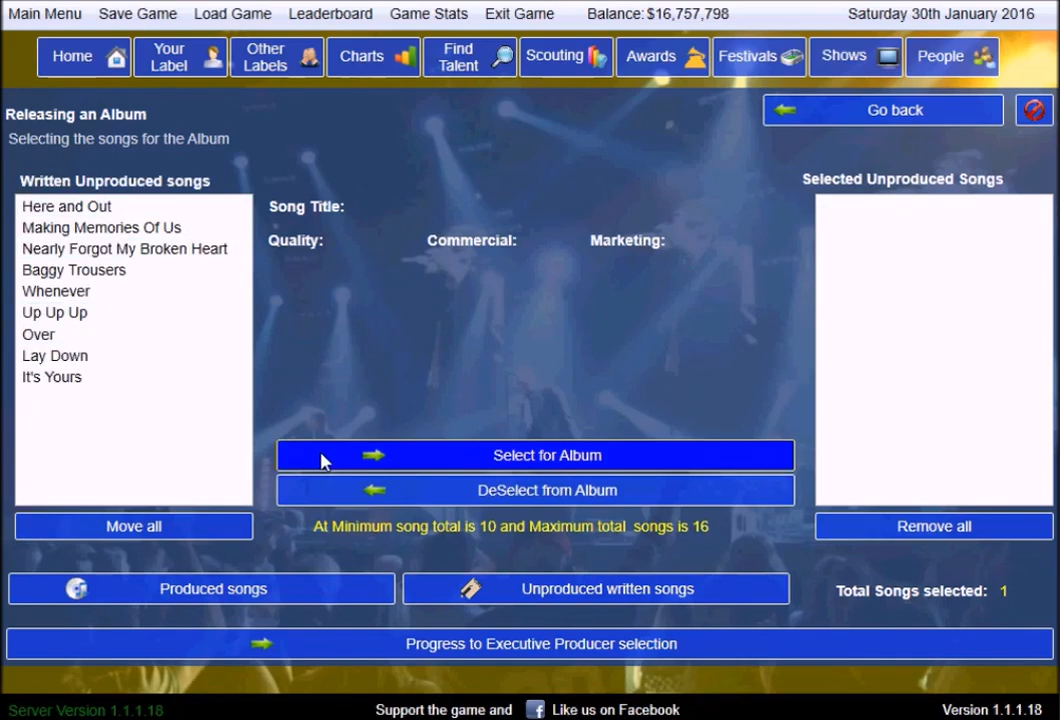 Main Menu Save Game Load Game Leaderboard Game Stats Exit Game Balance: $16,757,798 Saturday 30th January 2016
Home Your Label Other Labels Charts Find Talent Scouting Awards Festivals Shows People
Releasing an Album
Go back
Selecting the songs for the Album
Written Unproduced songs
Selected Unproduced Songs
Here and Out
Making Memories Of Us
Nearly Forgot My Broken Heart
Baggy Trousers
Whenever
Up Up Up
Over
Lay Down
It's Yours
Song Title:
Quality: Commercial: Marketing:
Select for Album
DeSelect from Album
Move all
At Minimum song total is 10 and Maximum total songs is 16
Remove all
Produced songs
Unproduced written songs
Total Songs selected: 1
Progress to Executive Producer selection
Server Version 1.1.1.18
Support the game and f Like us on Facebook
Version 1.1.1.18